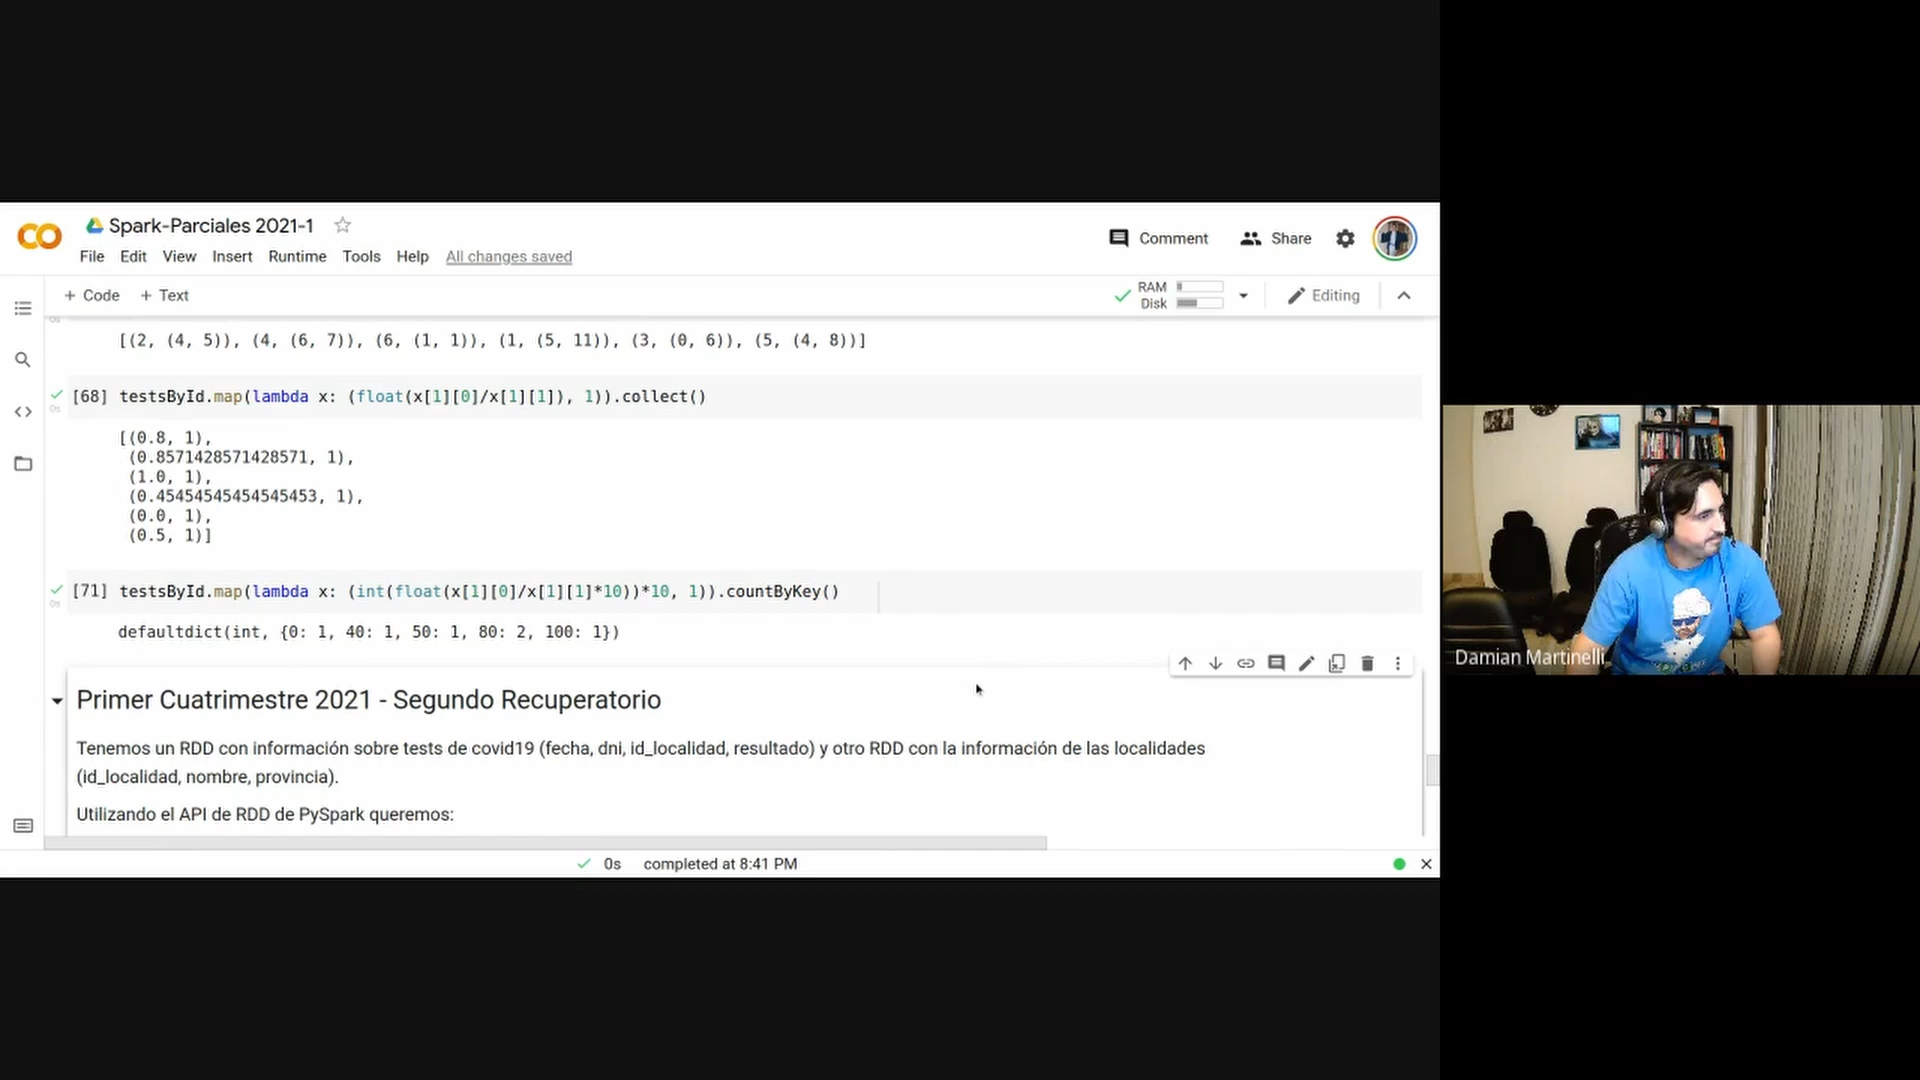 Spark-Parciales 2021-1
Comment
Share
File Edit View Insert Runtime Tools Help All changes saved
+ Code + Text
RAM
Disk
Editing
[(2, (4, 5)), (4, (6, 7)), (6, (1, 1)), (1, (5, 11)), (3, (0, 6)), (5, (4, 8))]
[68] testsById.map(lambda x: (float(x[1][0]/x[1][1]), 1)).collect()
0s
[(0.8, 1),
(0.8571428571428571, 1),
(1.0, 1),
(0.45454545454545453, 1),
(0.0, 1),
(0.5, 1)]
[71] testsById.map(lambda x: (int(float(x[1][0]/x[1][1]*10))*10, 1)).countByKey()
0s
defaultdict(int, {0: 1, 40: 1, 50: 1, 80: 2, 100: 1})
Primer Cuatrimestre 2021 - Segundo Recuperatorio
Tenemos un RDD con información sobre tests de covid19 (fecha, dni, id_localidad, resultado) y otro RDD con la información de las localidades
(id_localidad, nombre, provincia).
Utilizando el API de RDD de PySpark queremos:
0s completed at 8:41 PM
Damian Martinelli